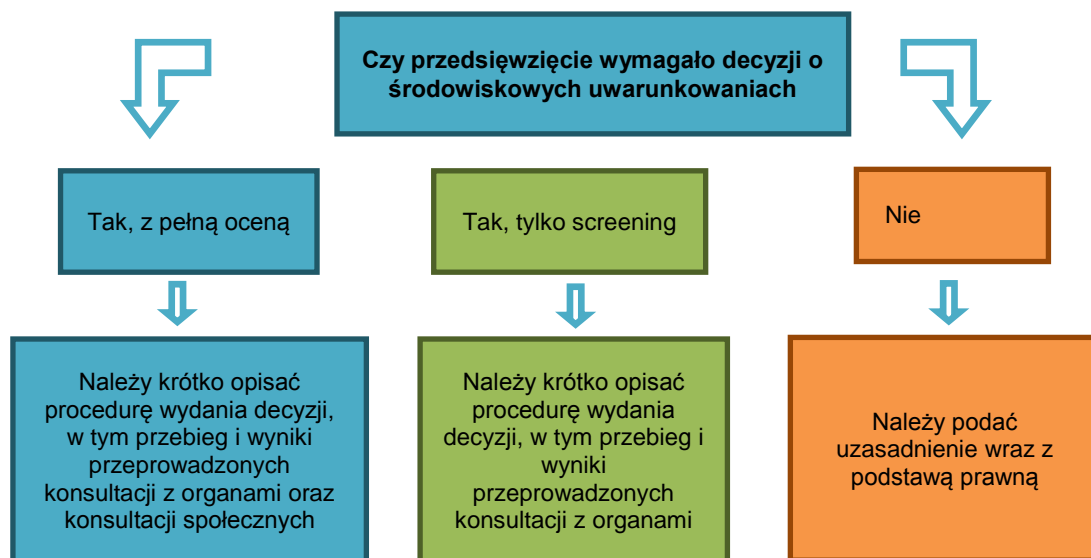 Czy przedsięwzięcie wymagało decyzji o
środowiskowych uwarunkowaniach
Tak, z pełną oceną
Tak, tylko screening
Nie
Należy krótko opisać
procedurę wydania decyzji,
w tym przebieg i wyniki
przeprowadzonych
konsultacji z organami oraz
konsultacji społecznych
Należy krótko opisać
procedurę wydania
decyzji, w tym przebieg i
wyniki
przeprowadzonych
konsultacji z organami
Należy podać
uzasadnienie wraz z
podstawą prawną